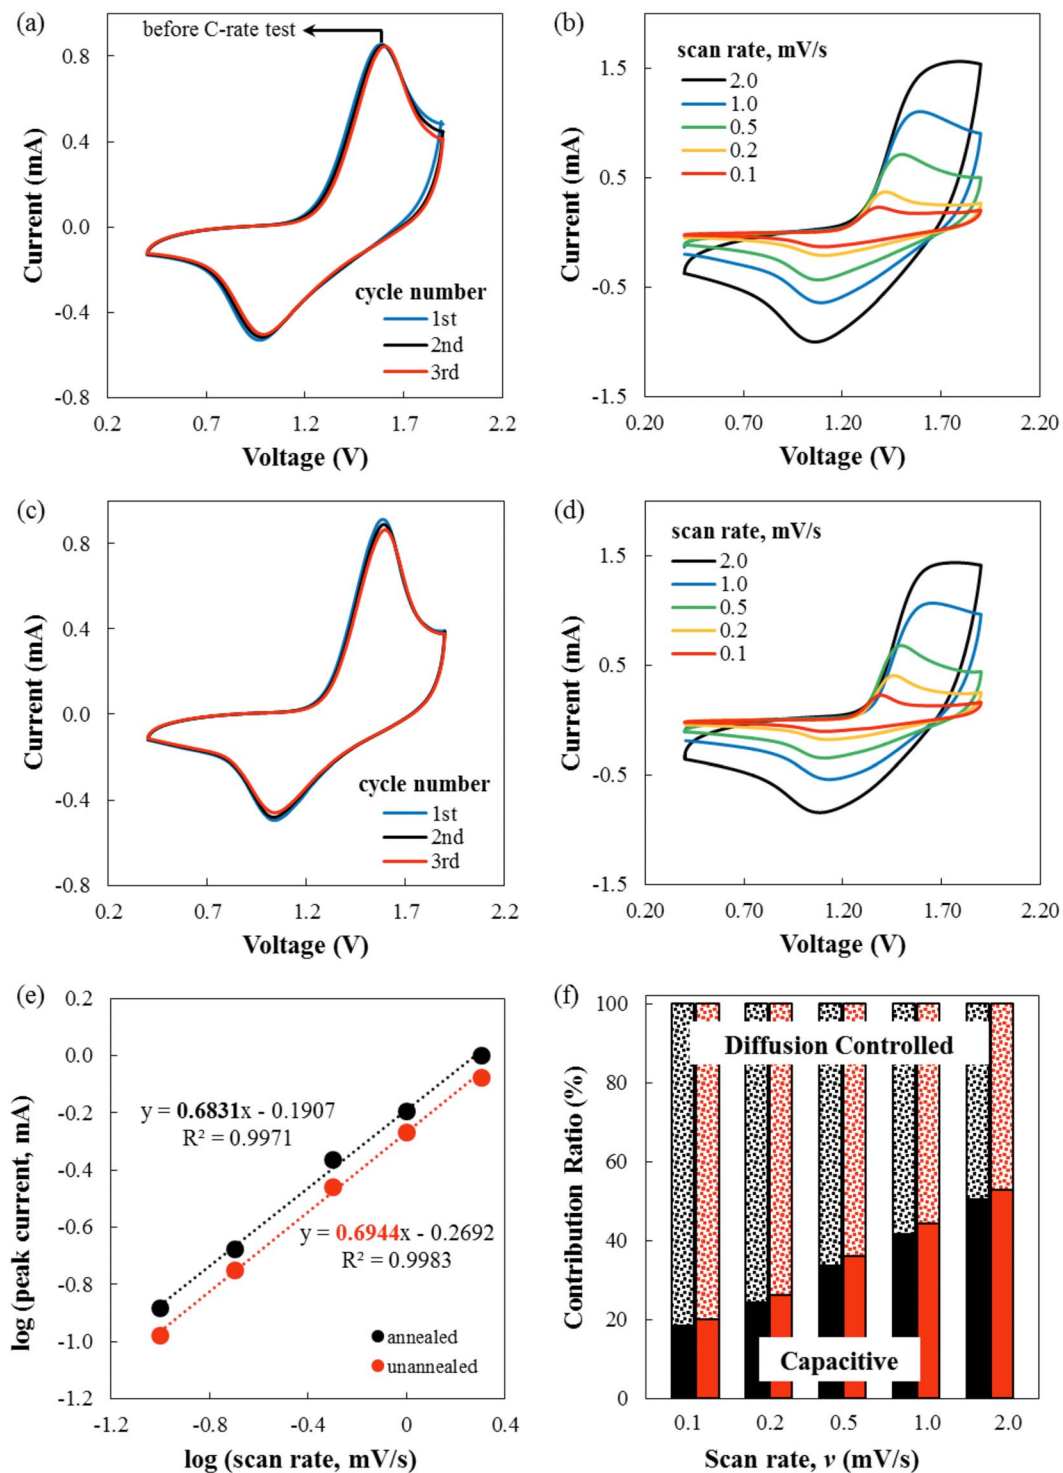 (a)
before C-rate test
0.8
0.4
0.0
-0.4
-0.8
Current (mA)
cycle number
1st
2nd
3rd
0.2 0.7 1.2 1.7 2.2
Voltage (V)
(b)
scan rate, mV/s
2.0
1.0
0.5
0.2
0.1
1.5
0.5
-0.5
-1.5
Current (mA)
0.20 0.70 1.20 1.70 2.20
Voltage (V)
(c)
0.8
0.4
0.0
-0.4
-0.8
Current (mA)
cycle number
1st
2nd
3rd
0.2 0.7 1.2 1.7 2.2
Voltage (V)
(d)
scan rate, mV/s
2.0
1.0
0.5
0.2
0.1
1.5
0.5
-0.5
-1.5
Current (mA)
0.20 0.70 1.20 1.70 2.20
Voltage (V)
(e)
0.2
0.0
-0.2
-0.4
-0.6
-0.8
-1.0
-1.2
log (peak current, mA)
y = 0.6831x - 0.1907
R² = 0.9971
y = 0.6944x - 0.2692
R² = 0.9983
annealed
unannealed
-1.2 -0.8 -0.4 0 0.4
log (scan rate, mV/s)
(f)
100
80
60
40
20
0
Contribution Ratio (%)
Diffusion Controlled
Capacitive
0.1 0.2 0.5 1.0 2.0
Scan rate, v (mV/s)